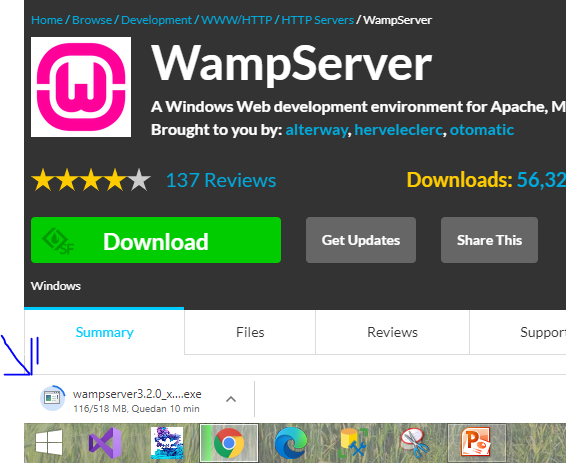 Home / Browse / Development / WWW/HTTP / HTTP Servers / WampServer
WampServer
A Windows Web development environment for Apache, M
Brought to you by: alterway, herveleclerc, otomatic
137 Reviews
Downloads: 56,32
SF
Download
Get Updates
Share This
Windows
Summary
Files
Reviews
Support
wampserver3.2.0_x....exe
116/518 MB, Quedan 10 min